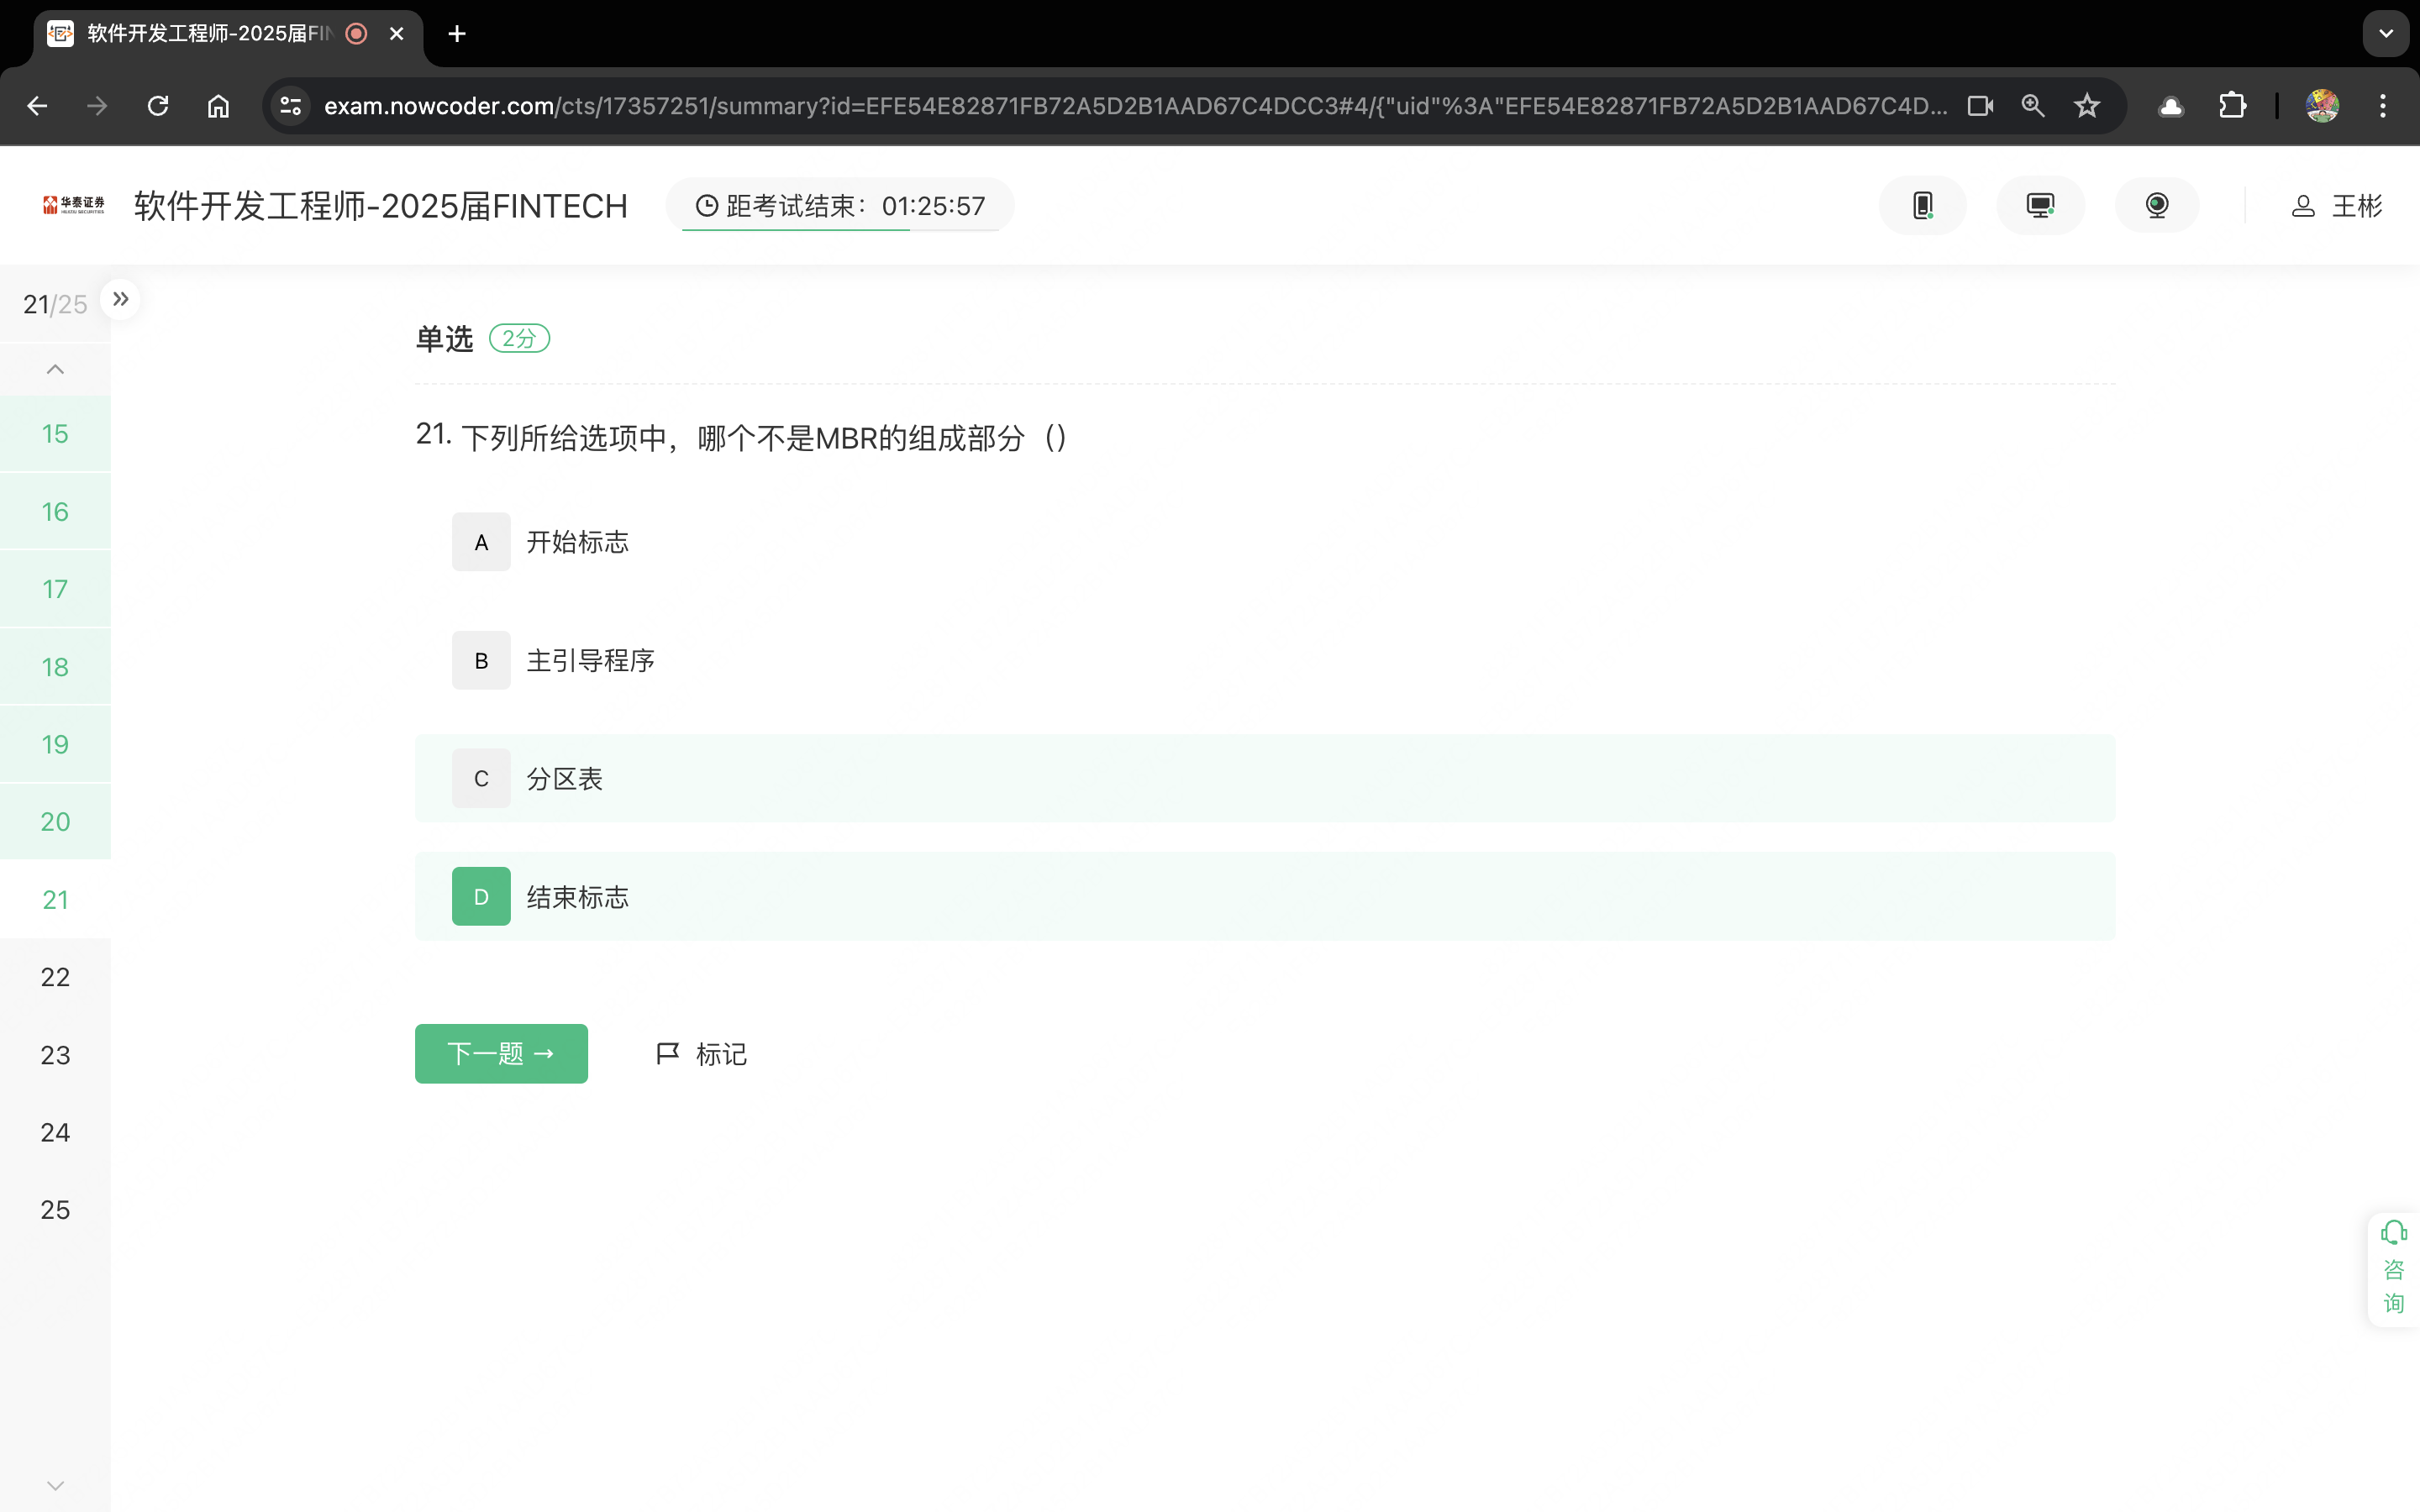 软件开发工程师-2025届FIN
exam.nowcoder.com/cts/17357251/summary?id=EFE54E82871FB72A5D2B1AAD67C4DCC3#4/{"uid"%3A"EFE54E82871FB72A5D2B1AAD67C4D...
华泰证券
HUATAI SECURITIES
软件开发工程师-2025届FINTECH
距考试结束：01:25:57
王彬
21/25
单选 2分
21. 下列所给选项中，哪个不是MBR的组成部分（）
A 开始标志
B 主引导程序
C 分区表
D 结束标志
下一题 →
标记
15
16
17
18
19
20
21
22
23
24
25
咨
询